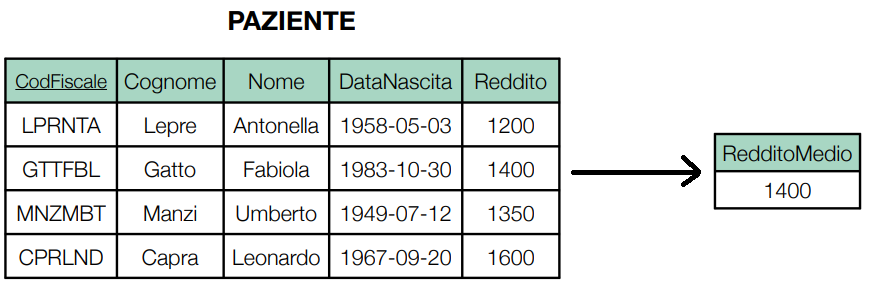 PAZIENTE
CodFiscale Cognome Nome DataNascita Reddito
LPRNTA Lepre Antonella 1958-05-03 1200
GTTFBL Gatto Fabiola 1983-10-30 1400
MNZMBT Manzi Umberto 1949-07-12 1350
CPRLND Capra Leonardo 1967-09-20 1600
RedditoMedio
1400